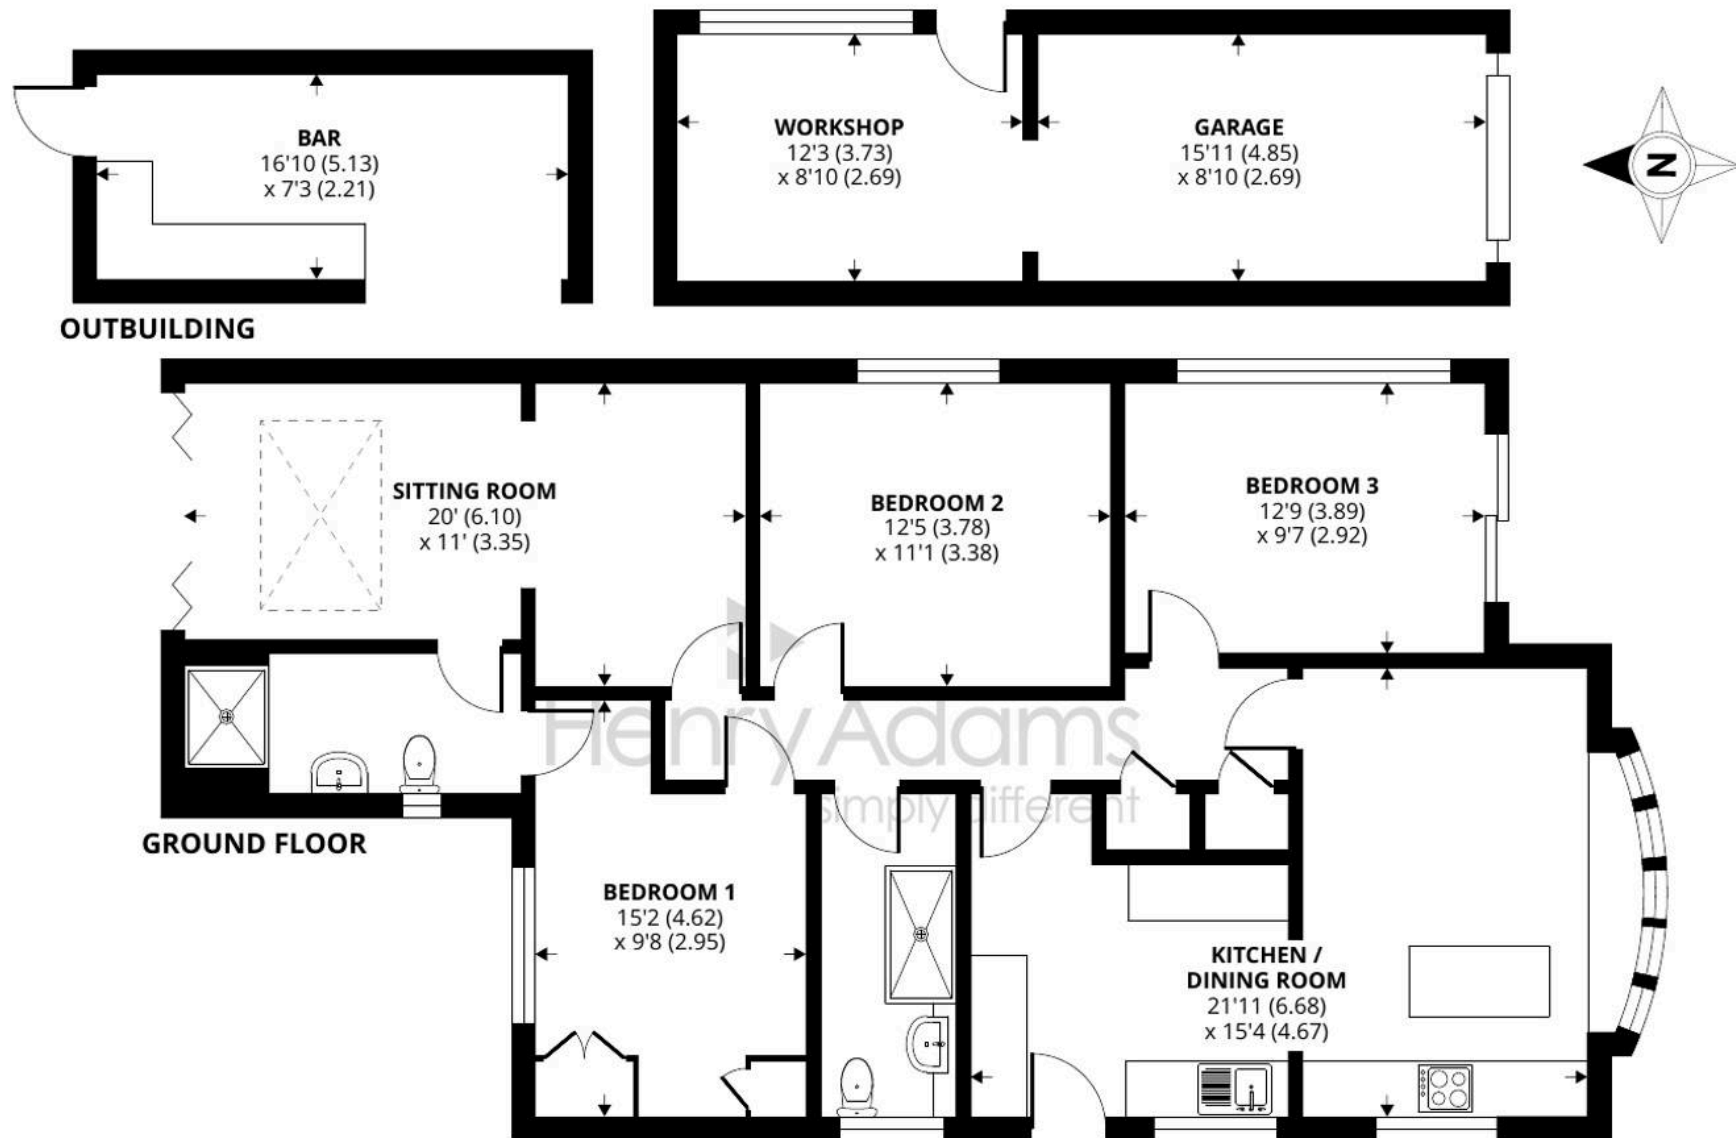 BAR
16'10 (5.13)
x 7'3 (2.21)
OUTBUILDING
WORKSHOP
12'3 (3.73)
x 8'10 (2.69)
GARAGE
15'11 (4.85)
x 8'10 (2.69)
N
SITTING ROOM
20' (6.10)
x 11' (3.35)
BEDROOM 2
12'5 (3.78)
x 11'1 (3.38)
BEDROOM 3
12'9 (3.89)
x 9'7 (2.92)
Henry Adams
simply different
GROUND FLOOR
BEDROOM 1
15'2 (4.62)
x 9'8 (2.95)
KITCHEN /
DINING ROOM
21'11 (6.68)
x 15'4 (4.67)